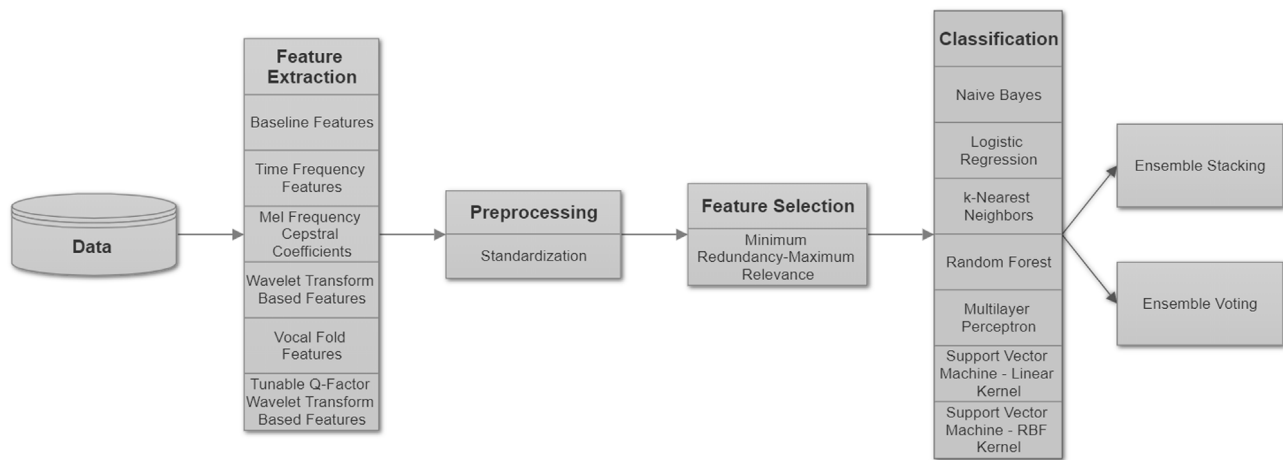 Data
Feature
Extraction
Baseline Features
Time Frequency
Features
Mel Frequency
Cepstral
Coefficients
Wavelet Transform
Based Features
Vocal Fold
Features
Tunable Q-Factor
Wavelet Transform
Based Features
Preprocessing
Standardization
Feature Selection
Minimum
Redundancy-Maximum
Relevance
Classification
Naive Bayes
Logistic
Regression
k-Nearest
Neighbors
Random Forest
Multilayer
Perceptron
Support Vector
Machine - Linear
Kernel
Support Vector
Machine - RBF
Kernel
Ensemble Stacking
Ensemble Voting